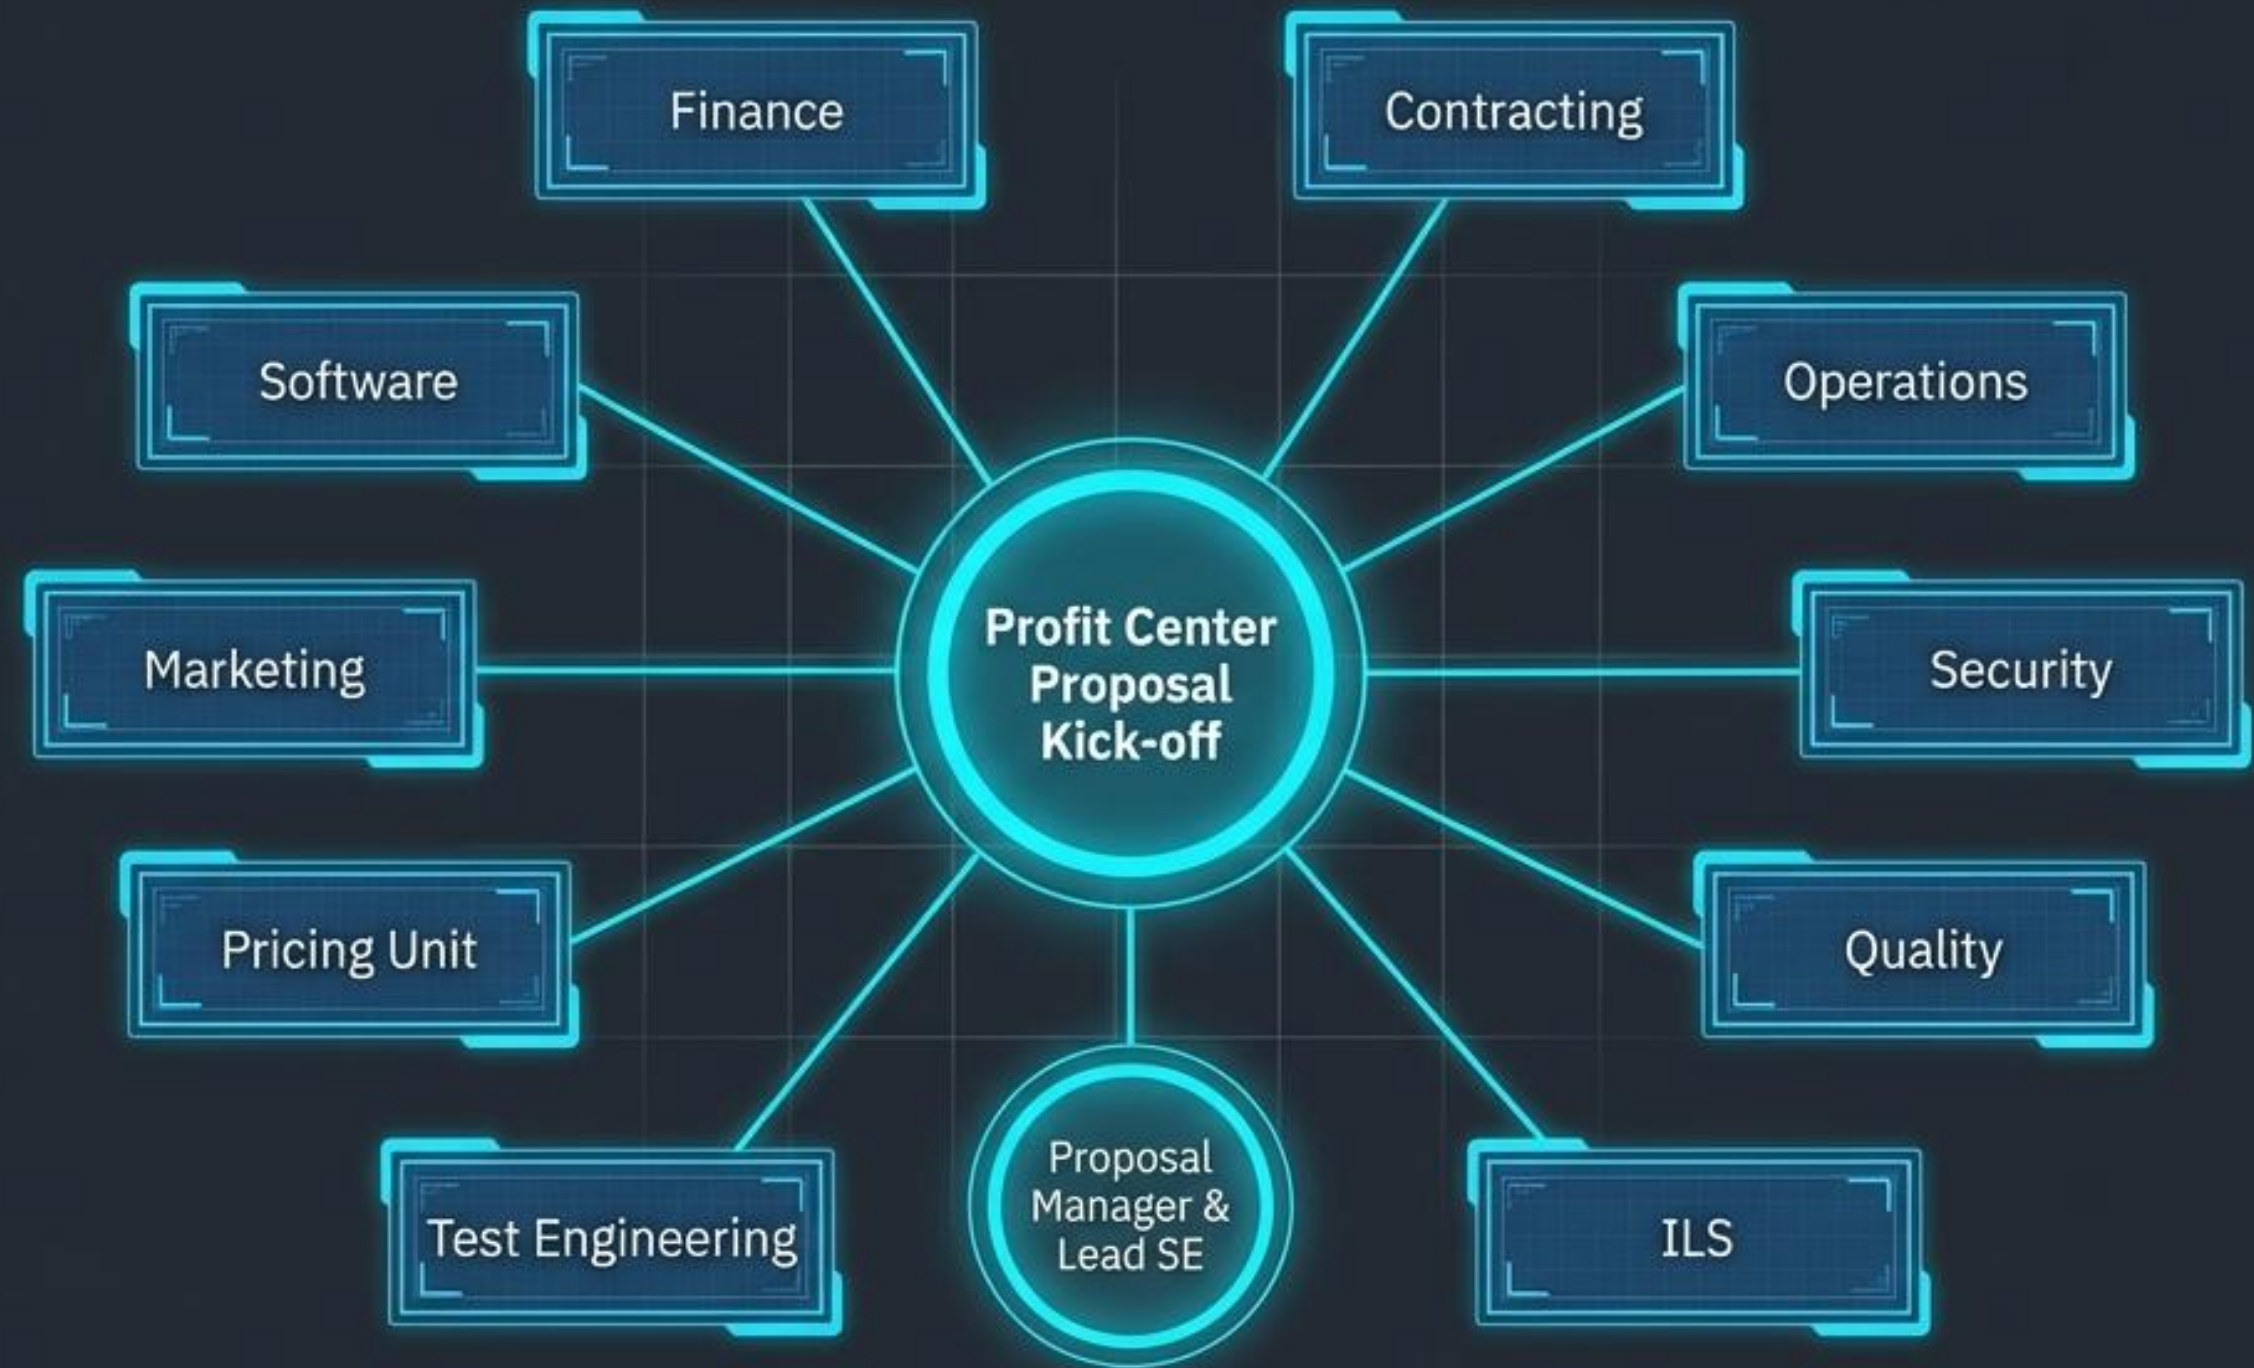 Finance
Contracting
Software
Operations
Profit Center
Proposal
Kick-off
Marketing
Security
Pricing Unit
Quality
Test Engineering
Proposal
Manager &
Lead SE
ILS